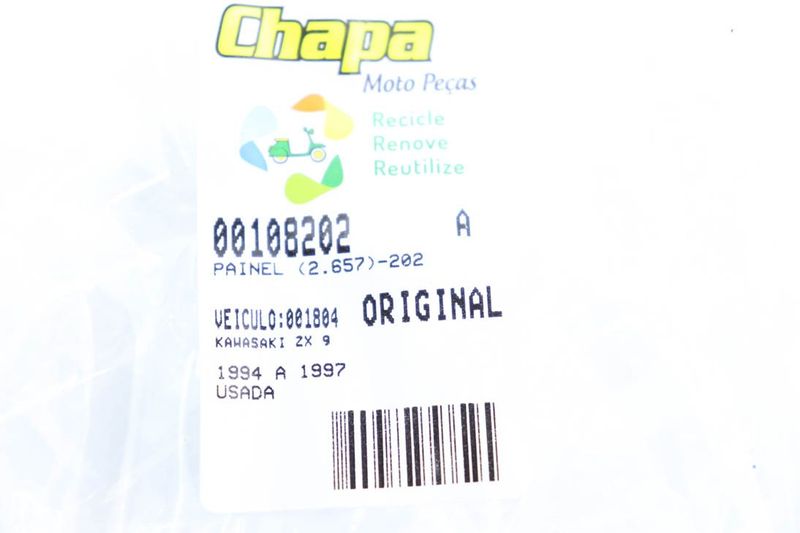 Chapa
Moto Peças
Recicle
Renove
Reutilize
00108202 A
PAINEL (2.657)-202
VEICULO:001804 ORIGINAL
KAWASAKI ZX 9
1994 A 1997
USADA